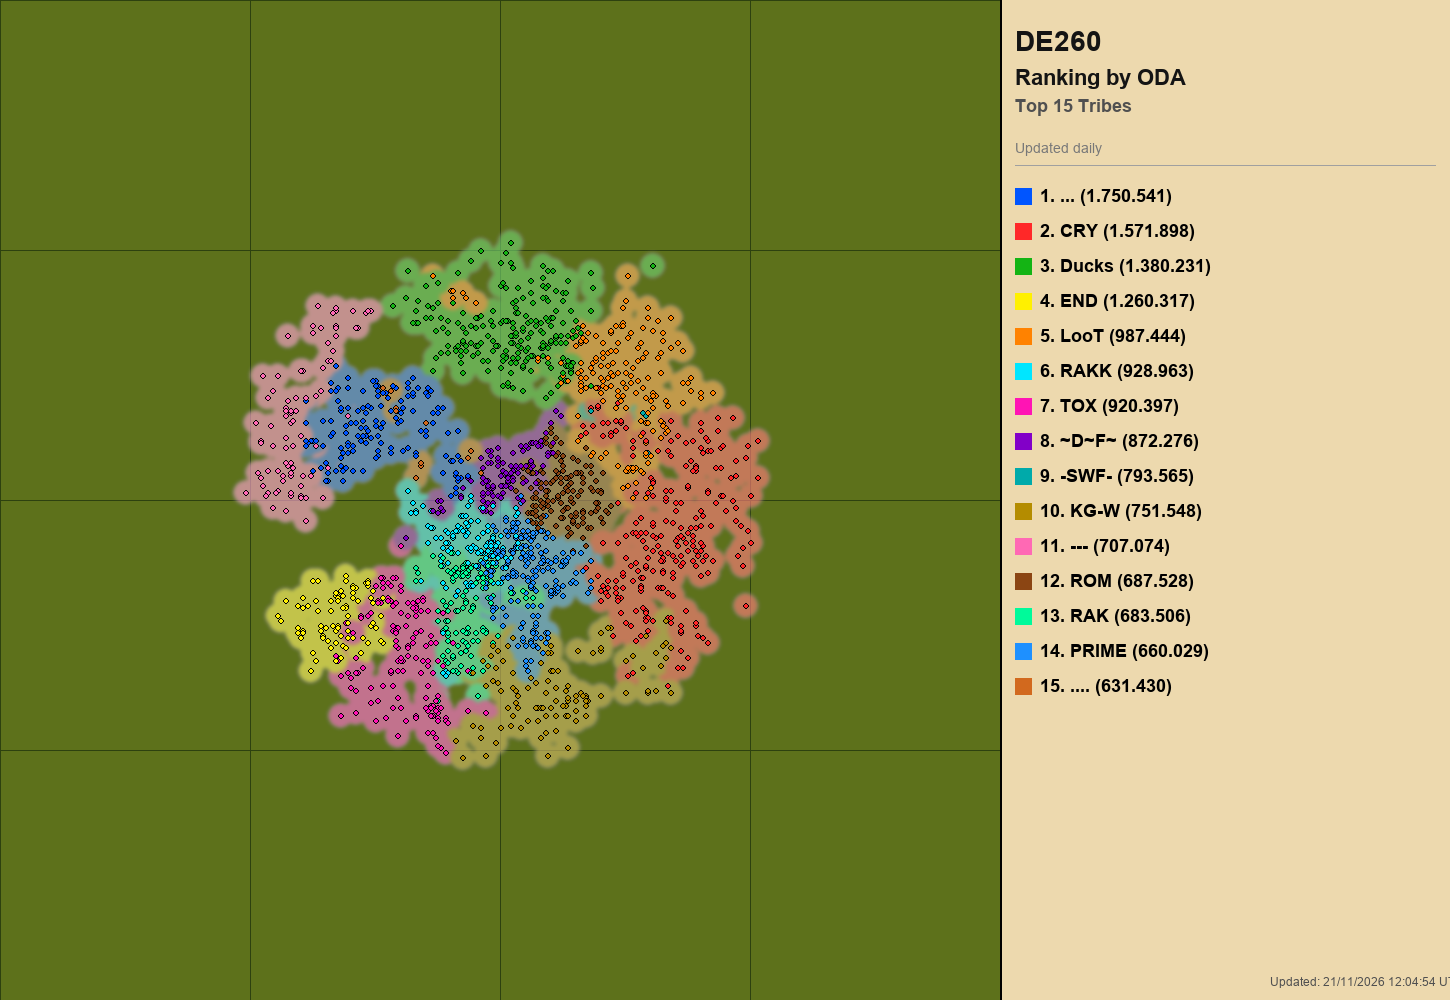 DE260
Ranking by ODA
Top 15 Tribes
Updated daily
1. ... (1.750.541)
2. CRY (1.571.898)
3. Ducks (1.380.231)
4. END (1.260.317)
5. LooT (987.444)
6. RAKK (928.963)
7. TOX (920.397)
8. ~D~F~ (872.276)
9. -SWF- (793.565)
10. KG-W (751.548)
11. --- (707.074)
12. ROM (687.528)
13. RAK (683.506)
14. PRIME (660.029)
15. .... (631.430)
Updated: 21/11/2026 12:04:54